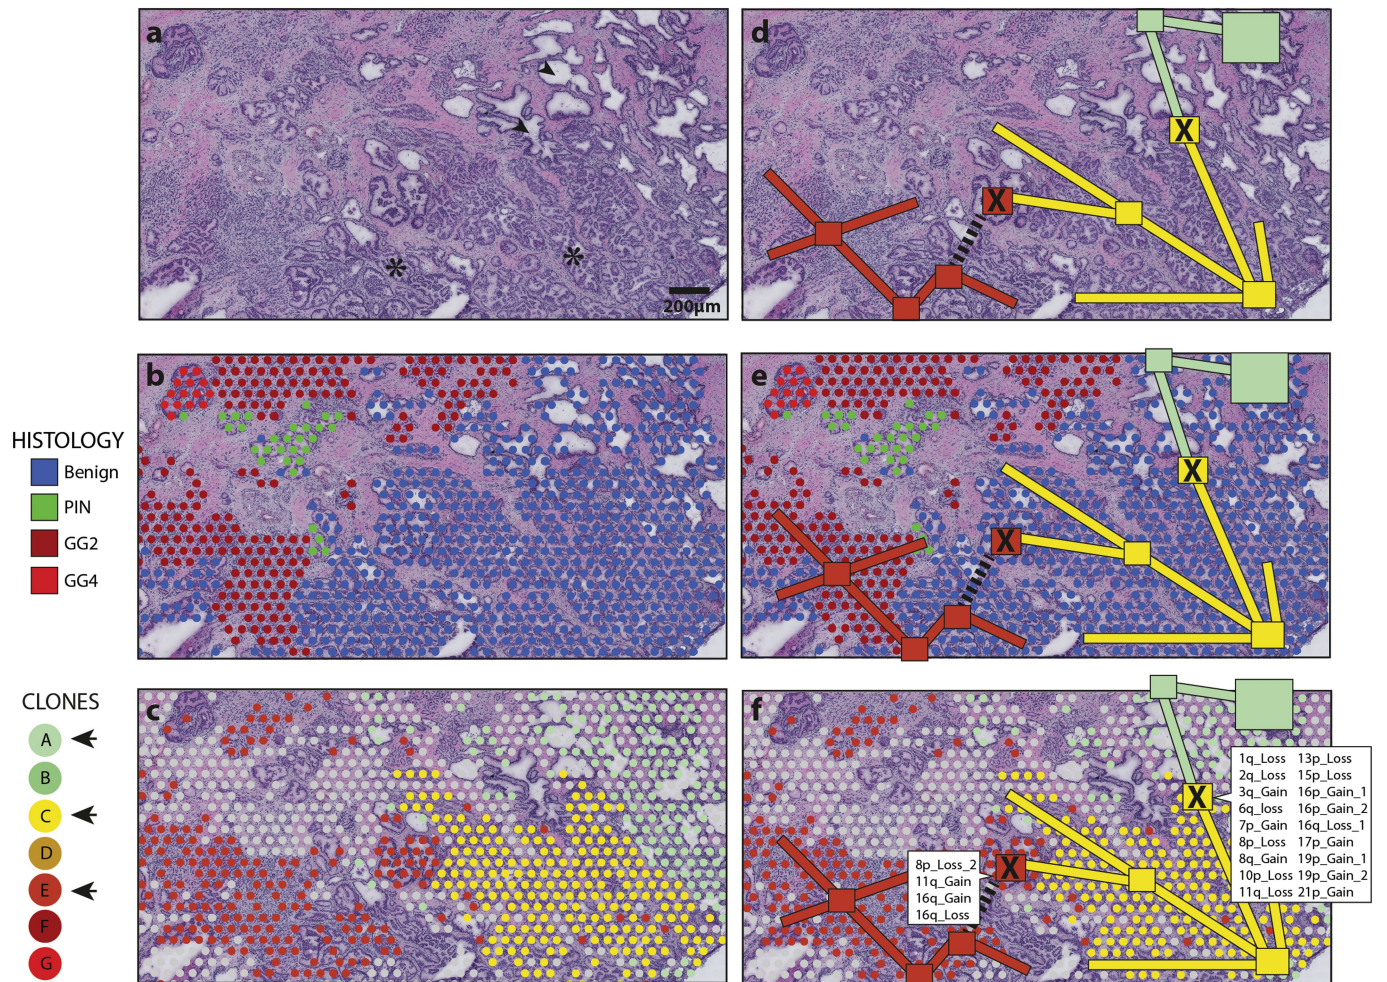 a
*
*
200µm
d
X
X
HISTOLOGY
Benign
PIN
GG2
GG4
b
e
X
X
CLONES
A
B
C
D
E
F
G
c
f
X
X
1q_Loss 13p_Loss
2q_Loss 15p_Loss
3q_Gain 16p_Gain_1
6q_loss 16p_Gain_2
7p_Gain 16q_Loss_1
8p_Loss 17p_Gain
8q_Gain 19p_Gain_1
10p_Loss 19p_Gain_2
11q_Loss 21p_Gain
8p_Loss_2
11q_Gain
16q_Gain
16q_Loss